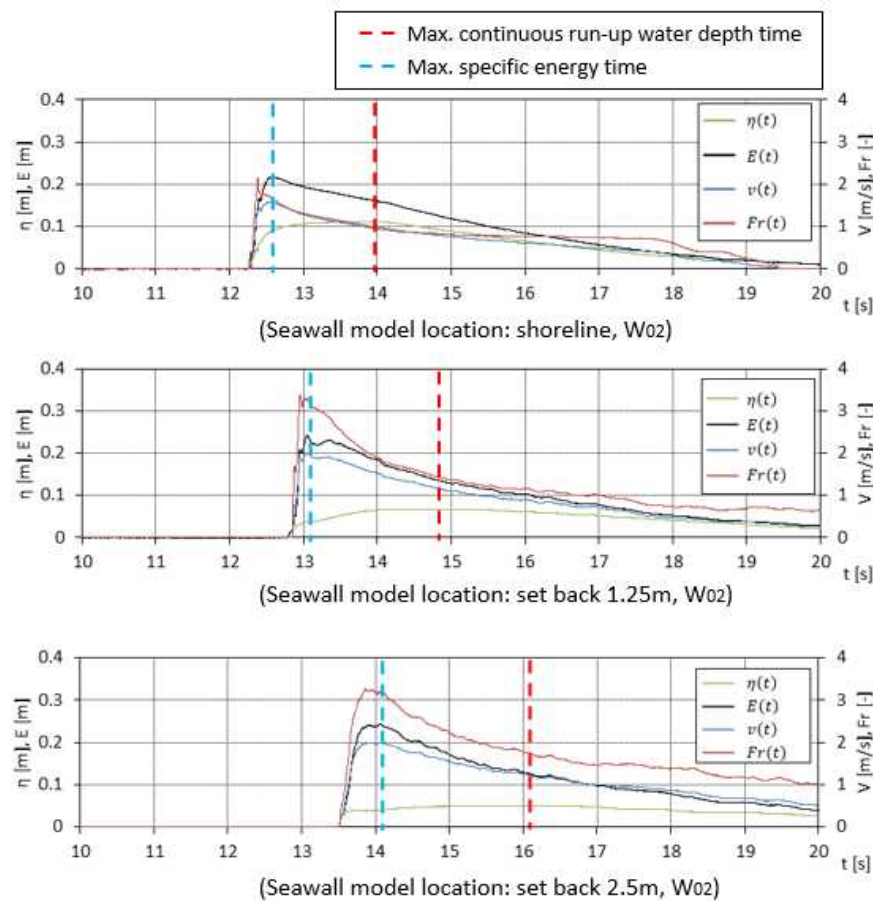 Max. continuous run-up water depth time
Max. specific energy time
η [m], E [m]
0.4
0.3
0.2
0.1
0
10 11 12 13 14 15 16 17 18 19 20
4
3
2
1
0
V [m/s], Fr [-]
t [s]
η(t)
E(t)
v(t)
Fr(t)
(Seawall model location: shoreline, W02)
η [m], E [m]
0.4
0.3
0.2
0.1
0
10 11 12 13 14 15 16 17 18 19 20
4
3
2
1
0
V [m/s], Fr [-]
t [s]
η(t)
E(t)
v(t)
Fr(t)
(Seawall model location: set back 1.25m, W02)
η [m], E [m]
0.4
0.3
0.2
0.1
0
10 11 12 13 14 15 16 17 18 19 20
4
3
2
1
0
V [m/s], Fr [-]
t [s]
η(t)
E(t)
v(t)
Fr(t)
(Seawall model location: set back 2.5m, W02)